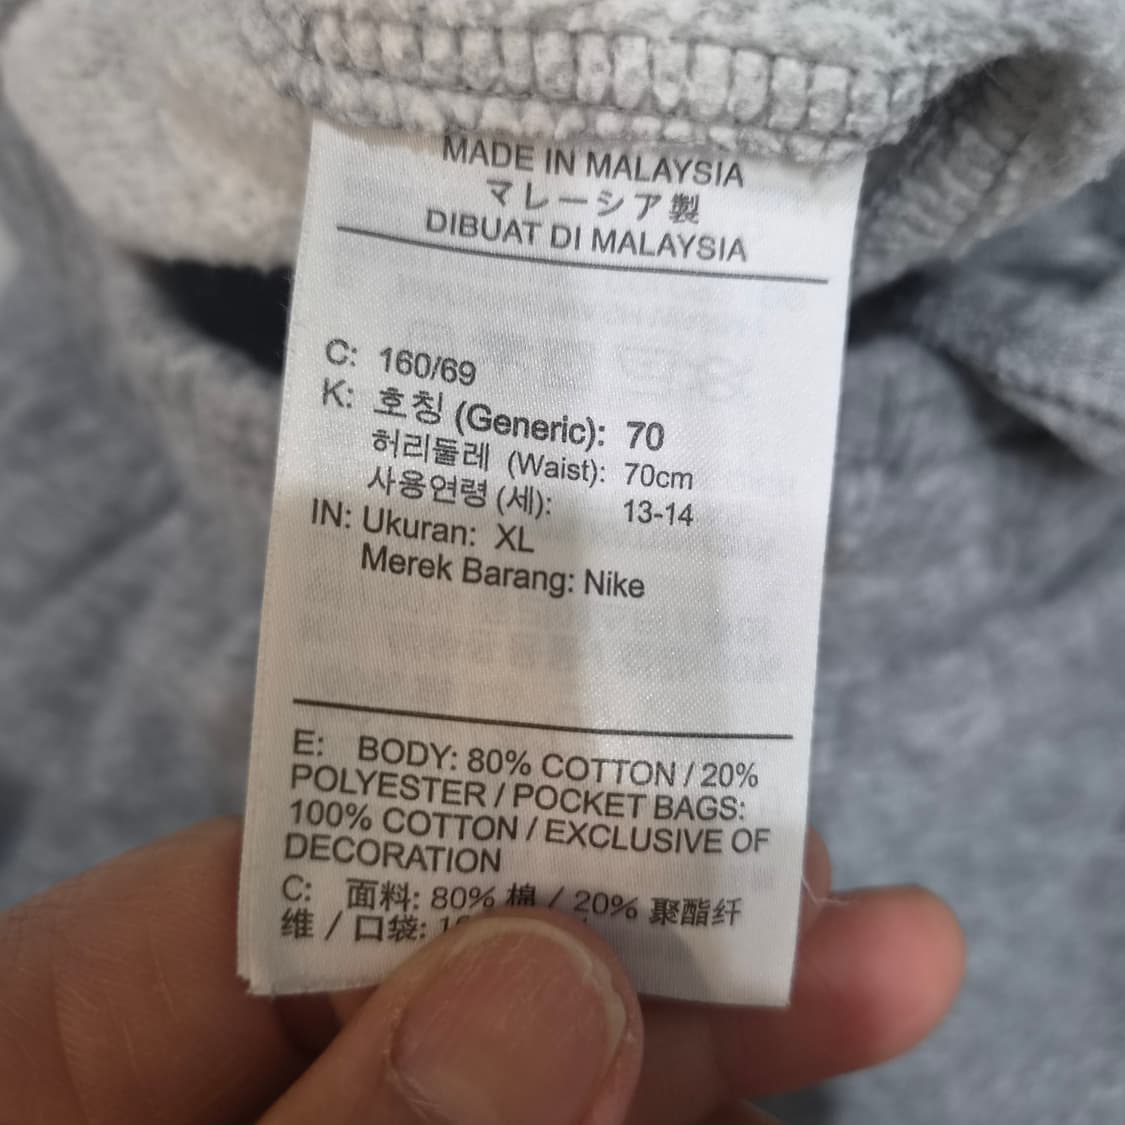 MADE IN MALAYSIA
マレーシア製
DIBUAT DI MALAYSIA
C: 160/69
K: 호칭 (Generic): 70
허리둘레 (Waist): 70cm
사용연령 (세): 13-14
IN: Ukuran: XL
Merek Barang: Nike
E: BODY: 80% COTTON / 20%
POLYESTER / POCKET BAGS:
100% COTTON / EXCLUSIVE OF
DECORATION
C: 面料: 80% 棉 / 20% 聚酯纤
维 / 口袋: